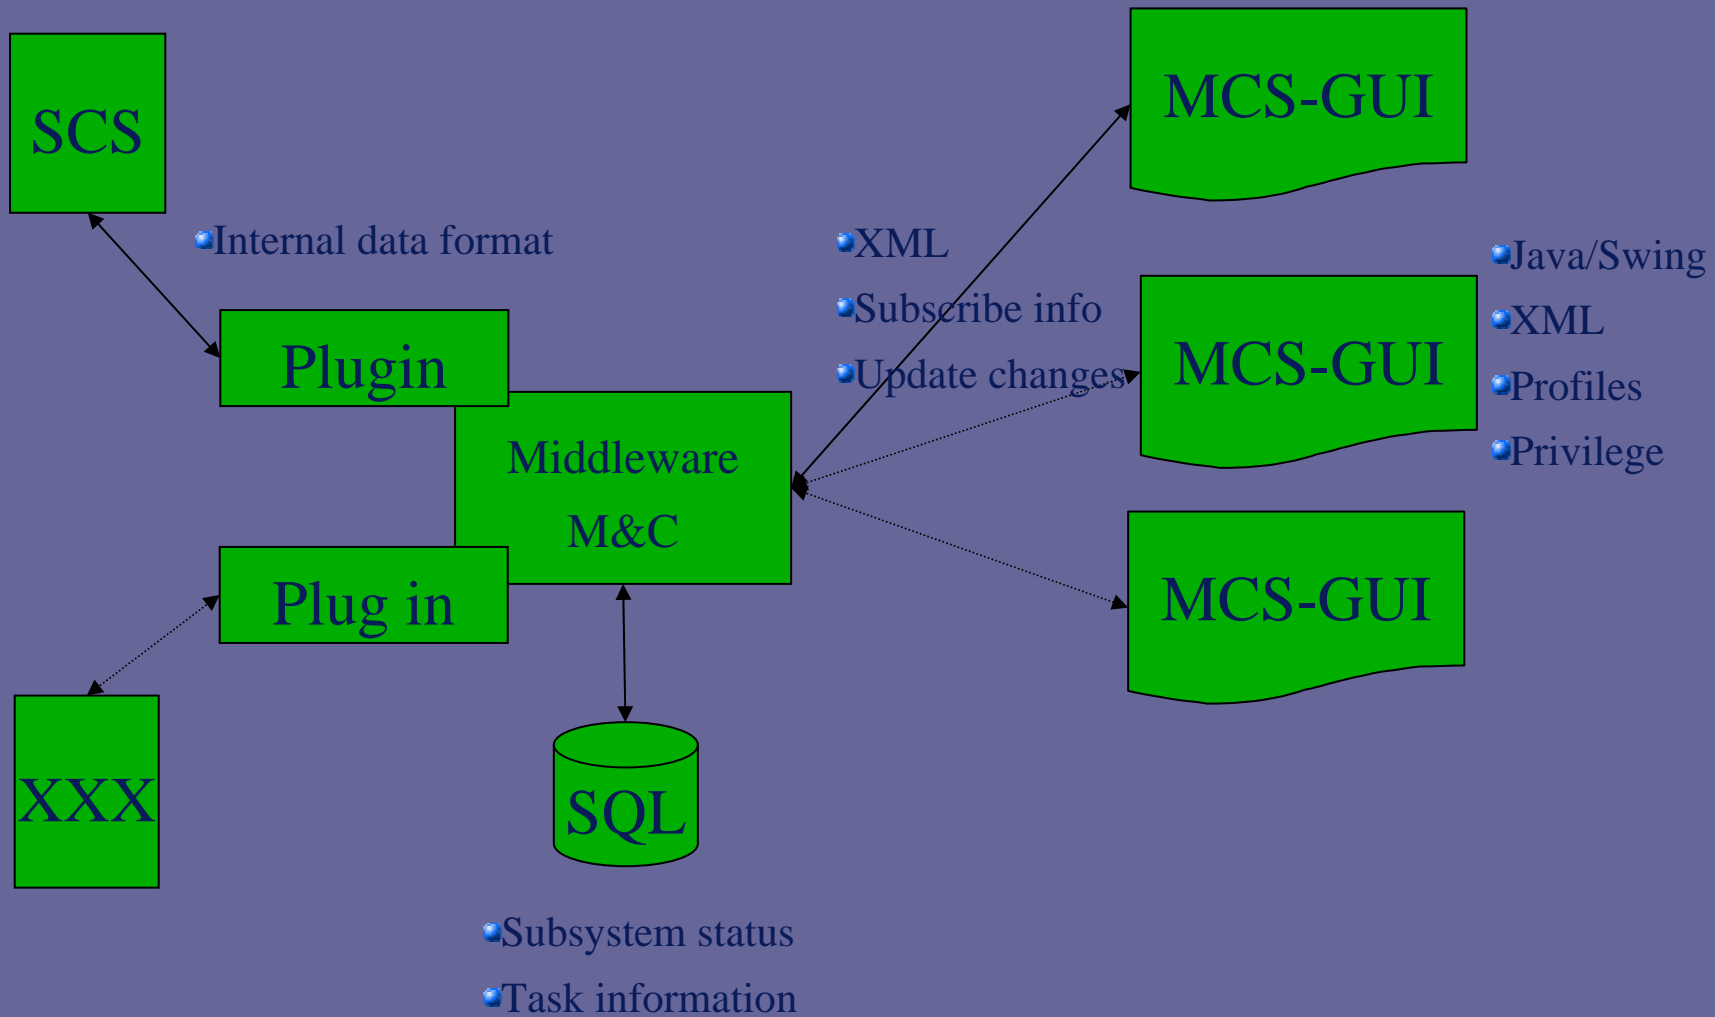 SCS
Internal data format
Plugin
Middleware
M&C
Plug in
XXX
SQL
Subsystem status
Task information
XML
Subscribe info
Update changes
MCS-GUI
MCS-GUI
MCS-GUI
Java/Swing
XML
Profiles
Privilege